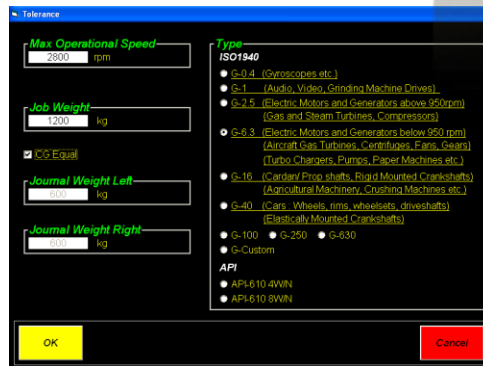 Tolerance
Max Operational Speed
2800 rpm
Job Weight
1200 kg
CG Equal
Journal Weight Left
600 kg
Journal Weight Right
600 kg
Type
ISO1940
G-0.4 (Gyroscopes etc.)
G-1 (Audio, Video, Grinding Machine Drives)
G-2.5 (Electric Motors and Generators above 950rpm)
(Gas and Steam Turbines, Compressors)
G-6.3 (Electric Motors and Generators below 950 rpm)
(Aircraft Gas Turbines, Centrifuges, Fans, Gears)
(Turbo Chargers, Pumps, Paper Machines etc.)
G-16 (Cardan/ Prop shafts, Rigid Mounted Crankshafts)
(Agricultural Machinery, Crushing Machines etc.)
G-40 (Cars : Wheels, rims, wheelsets, driveshafts)
(Elastically Mounted Crankshafts)
G-100 G-250 G-630
G-Custom
API
API-610 4W/N
API-610 8W/N
OK
Cancel